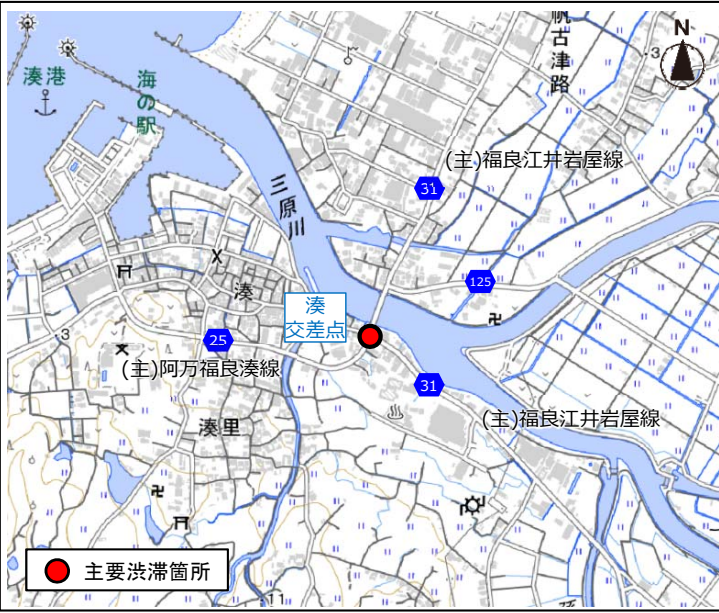 湊港
海の駅
帆古津路
N
3
(主)福良江井岩屋線
31
三原川
125
湊
湊
交差点
25
(主)阿万福良湊線
3
31
(主)福良江井岩屋線
湊里
主要渋滞箇所
11